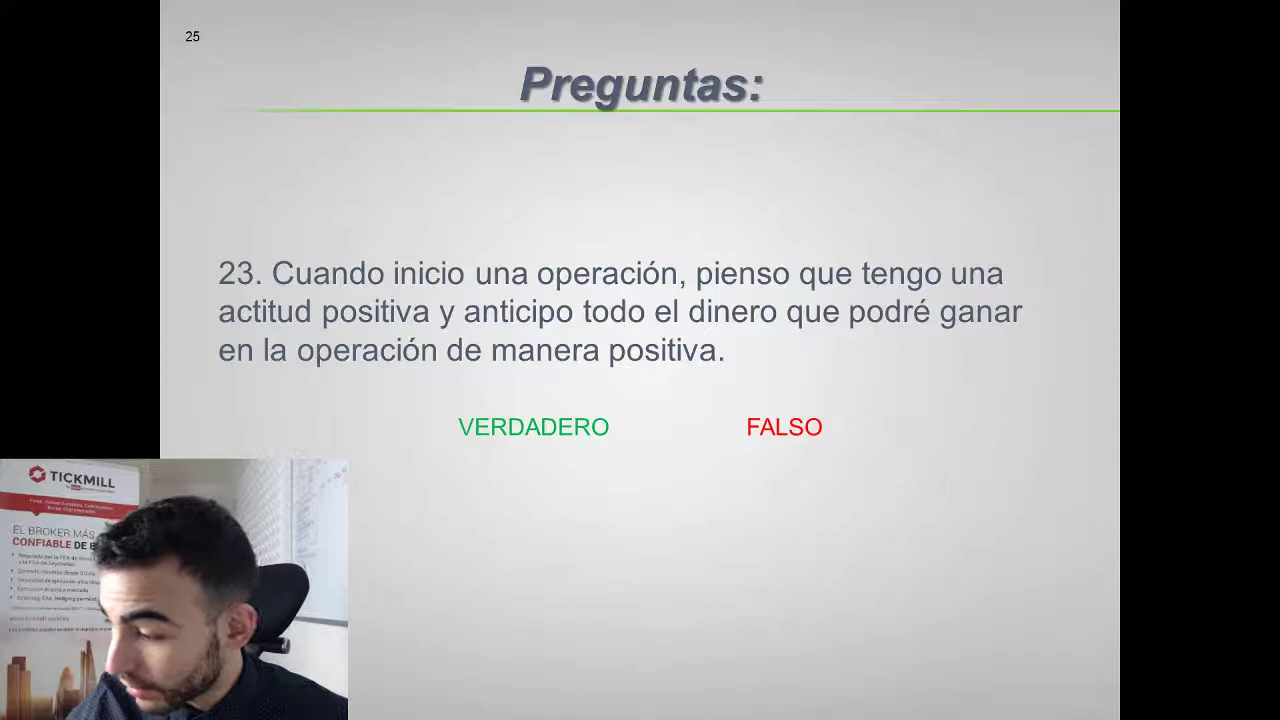 25
Preguntas:
23. Cuando inicio una operación, pienso que tengo una
actitud positiva y anticipo todo el dinero que podré ganar
en la operación de manera positiva.
VERDADERO FALSO
TICKMILL
EL BROKER MÁS
CONFIABLE DE